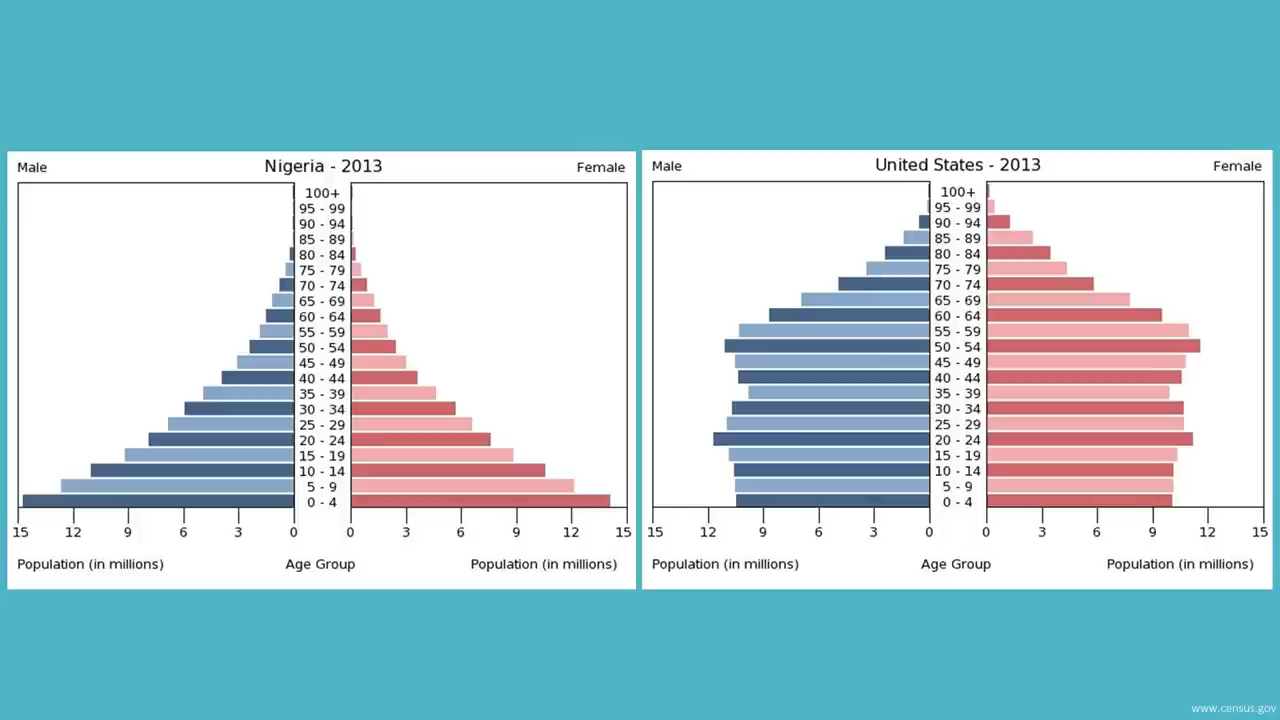 Male Nigeria - 2013 Female
100+
95 - 99
90 - 94
85 - 89
80 - 84
75 - 79
70 - 74
65 - 69
60 - 64
55 - 59
50 - 54
45 - 49
40 - 44
35 - 39
30 - 34
25 - 29
20 - 24
15 - 19
10 - 14
5 - 9
0 - 4
15 12 9 6 3 0 0 3 6 9 12 15
Population (in millions) Age Group Population (in millions)
Male United States - 2013 Female
100+
95 - 99
90 - 94
85 - 89
80 - 84
75 - 79
70 - 74
65 - 69
60 - 64
55 - 59
50 - 54
45 - 49
40 - 44
35 - 39
30 - 34
25 - 29
20 - 24
15 - 19
10 - 14
5 - 9
0 - 4
15 12 9 6 3 0 0 3 6 9 12 15
Population (in millions) Age Group Population (in millions)
www.census.gov